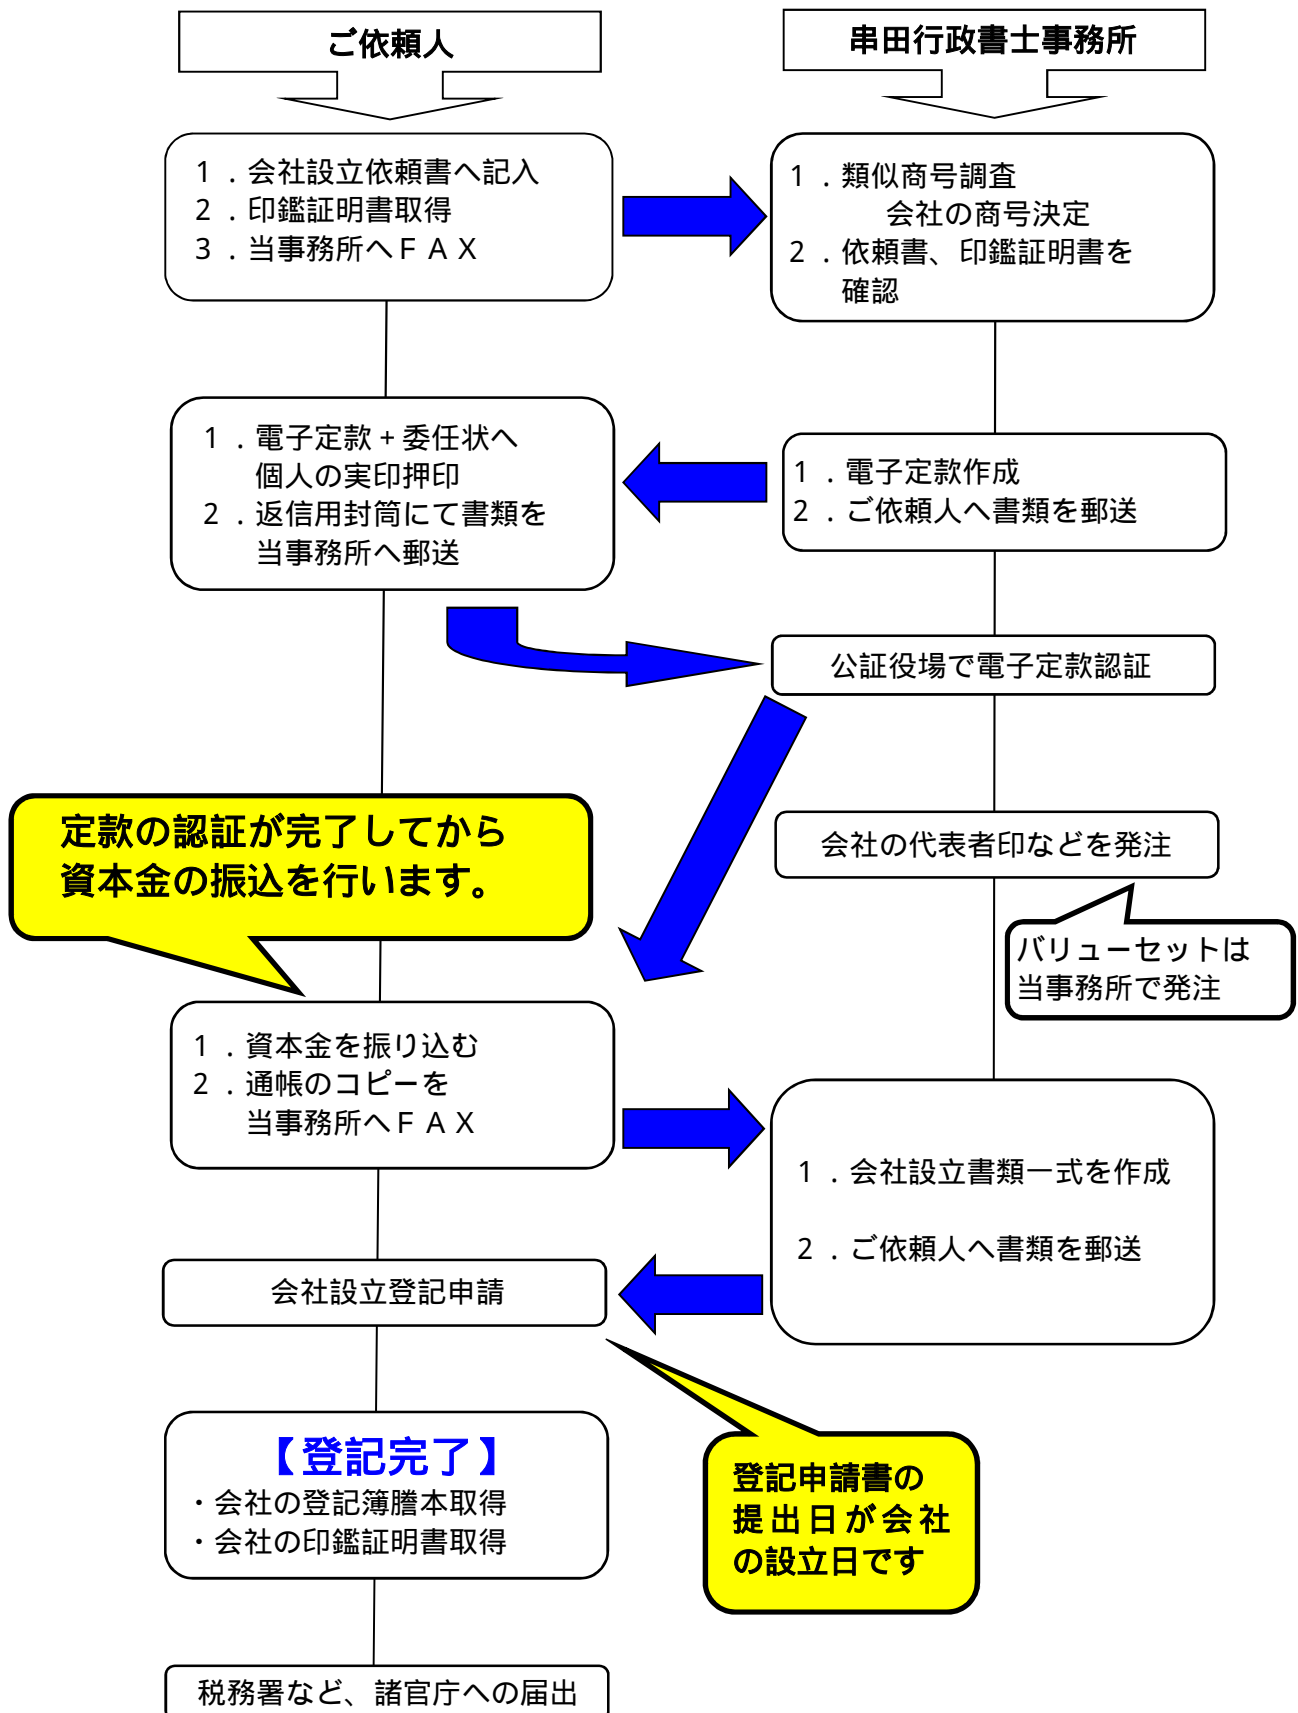 ご依頼人
串田行政書士事務所
１．会社設立依頼書へ記入
２．印鑑証明書取得
３．当事務所へＦＡＸ
１．類似商号調査
会社の商号決定
２．依頼書、印鑑証明書を
確認
１．電子定款＋委任状へ
個人の実印押印
２．返信用封筒にて書類を
当事務所へ郵送
１．電子定款作成
２．ご依頼人へ書類を郵送
公証役場で電子定款認証
定款の認証が完了してから
資本金の振込を行います。
会社の代表者印などを発注
バリューセットは
当事務所で発注
１．資本金を振り込む
２．通帳のコピーを
当事務所へＦＡＸ
１．会社設立書類一式を作成
２．ご依頼人へ書類を郵送
会社設立登記申請
【登記完了】
・会社の登記簿謄本取得
・会社の印鑑証明書取得
登記申請書の
提出日が会社
の設立日です
税務署など、諸官庁への届出